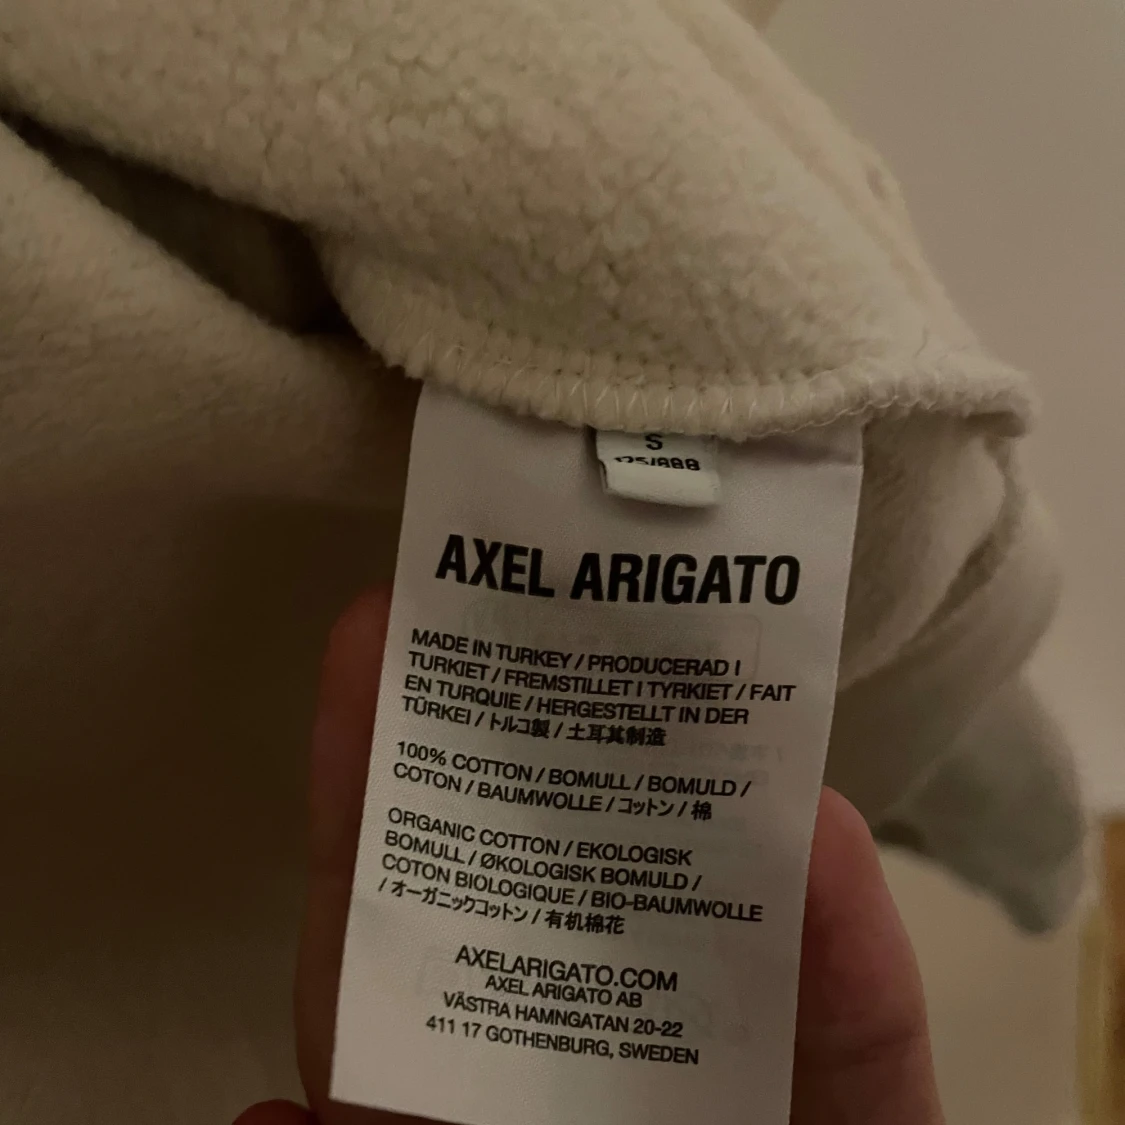 S
AXEL ARIGATO
MADE IN TURKEY / PRODUCERAD I
TURKIET / FREMSTILLET I TYRKIET / FAIT
EN TURQUIE / HERGESTELLT IN DER
TÜRKEI / トルコ製 / 土耳其制造
100% COTTON / BOMULL / BOMULD /
COTON / BAUMWOLLE / コットン / 棉
ORGANIC COTTON / EKOLOGISK
BOMULL / ØKOLOGISK BOMULD /
COTON BIOLOGIQUE / BIO-BAUMWOLLE
/ オーガニックコットン / 有机棉花
AXELARIGATO.COM
AXEL ARIGATO AB
VÄSTRA HAMNGATAN 20-22
411 17 GOTHENBURG, SWEDEN